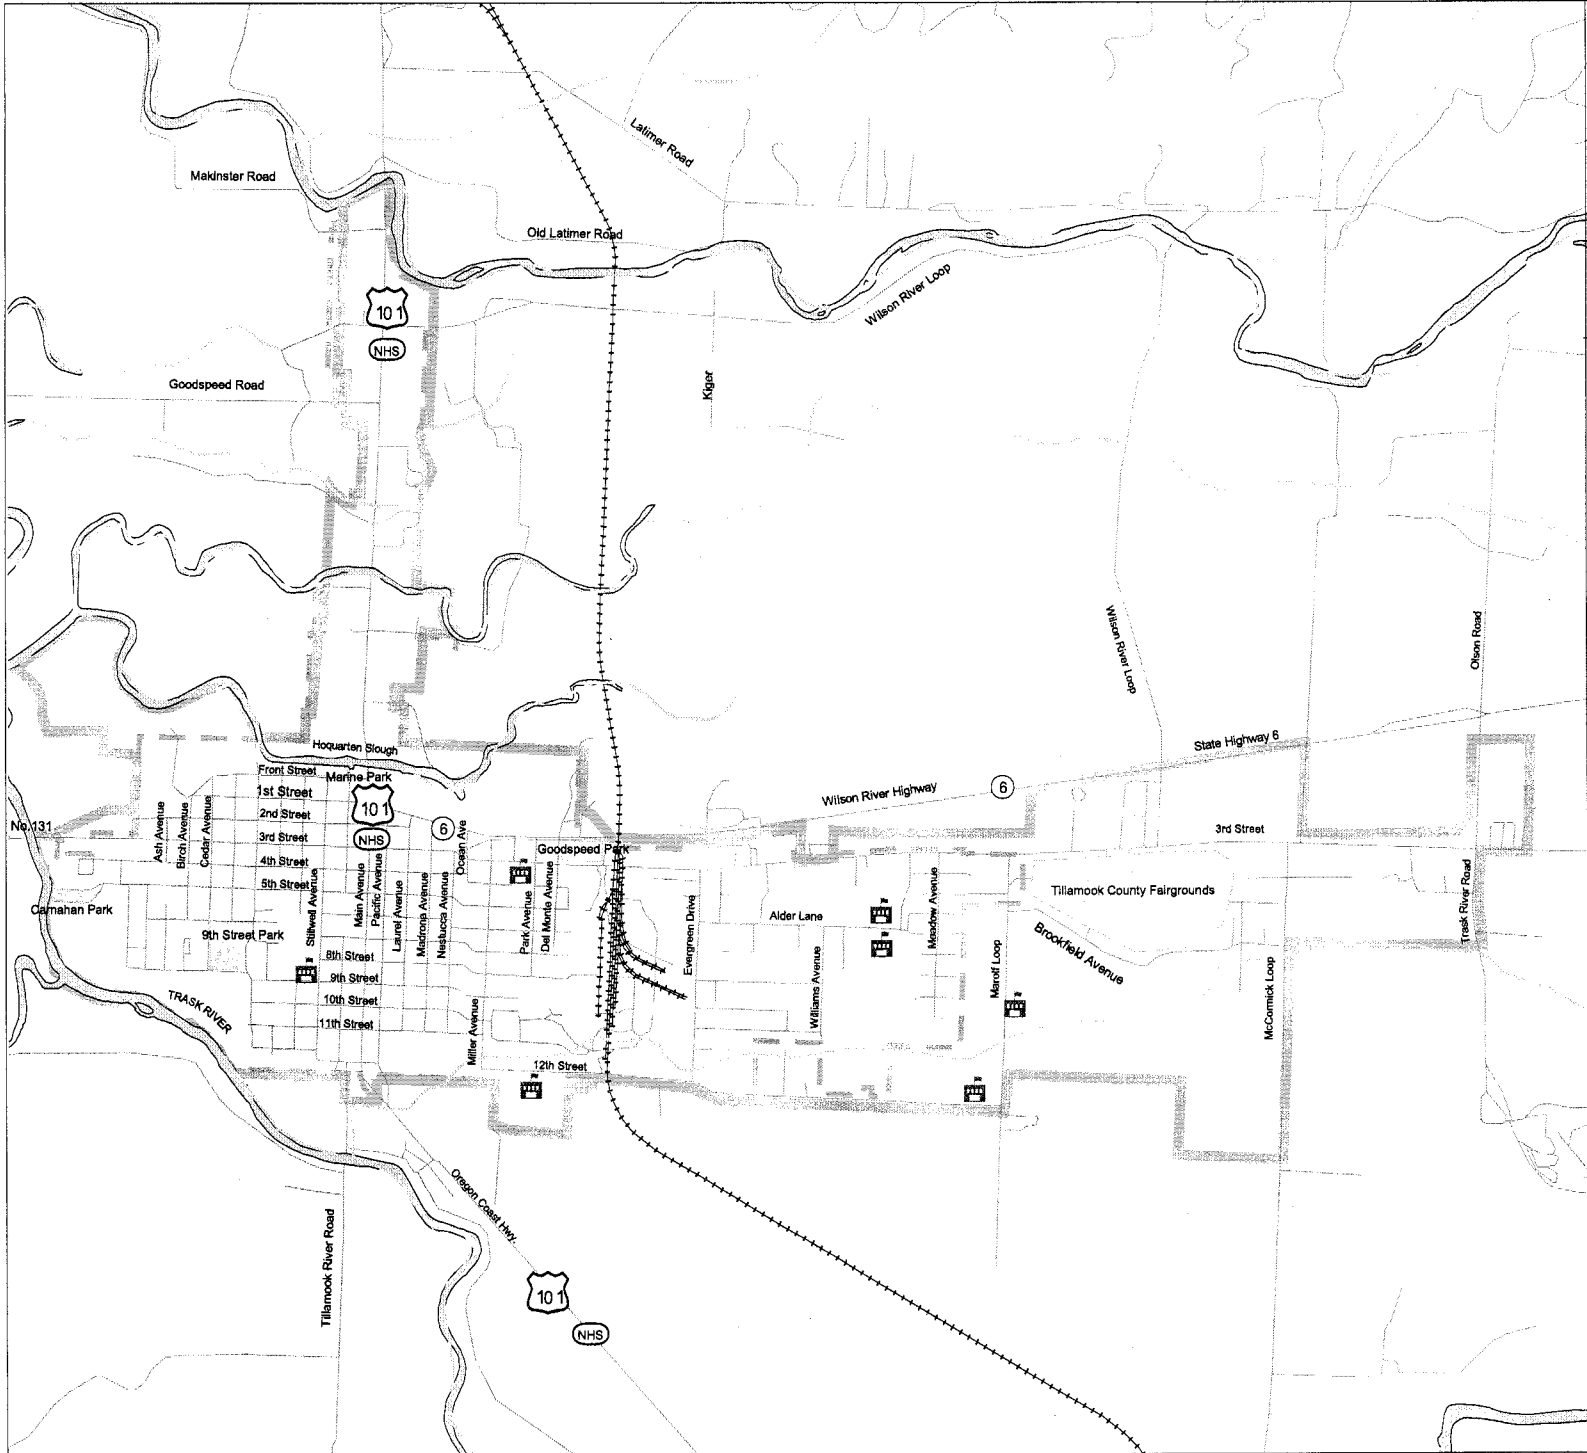 Latimer Road
Makinster Road
Old Latimer Road
Wilson River Loop
101
NHS
Goodspeed Road
Kiger
Wilson River Loop
Olson Road
Hoquarten Slough
State Highway 6
Front Street
Marine Park
1st Street
101
Wilson River Highway
6
2nd Street
No.131
6
3rd Street
NHS
3rd Street
Ash Avenue
Birch Avenue
Cedar Avenue
Ocean Ave
4th Street
Goodspeed Park
5th Street
Stillwell Avenue
Main Avenue
Pacific Avenue
Laurel Avenue
Madrona Avenue
Nestucca Avenue
Park Avenue
Del Monte Avenue
Evergreen Drive
Alder Lane
Meadow Avenue
Tillamook County Fairgrounds
Trask River Road
Carnahan Park
9th Street Park
Brookfield Avenue
8th Street
9th Street
Williams Avenue
Marolf Loop
McCormick Loop
TRASK RIVER
10th Street
11th Street
Miller Avenue
12th Street
Oregon Coast Hwy.
Tillamook River Road
101
NHS